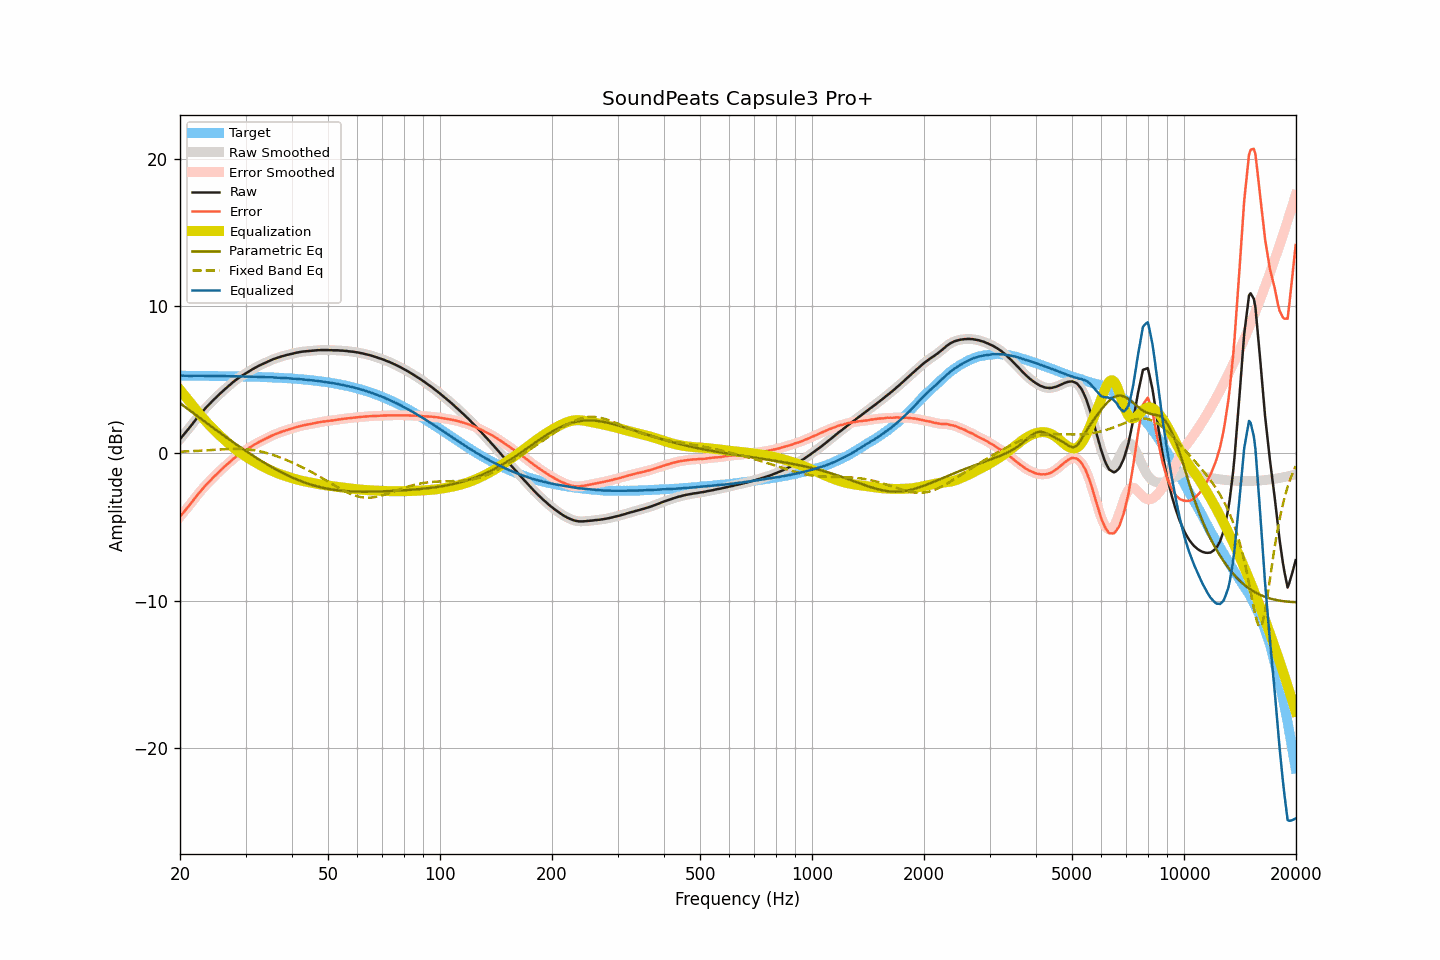 SoundPeats Capsule3 Pro+
Target
Raw Smoothed
Error Smoothed
Raw
Error
Equalization
Parametric Eq
Fixed Band Eq
Equalized
Amplitude (dBr)
20
10
0
−10
−20
20 50 100 200 500 1000 2000 5000 10000 20000
Frequency (Hz)